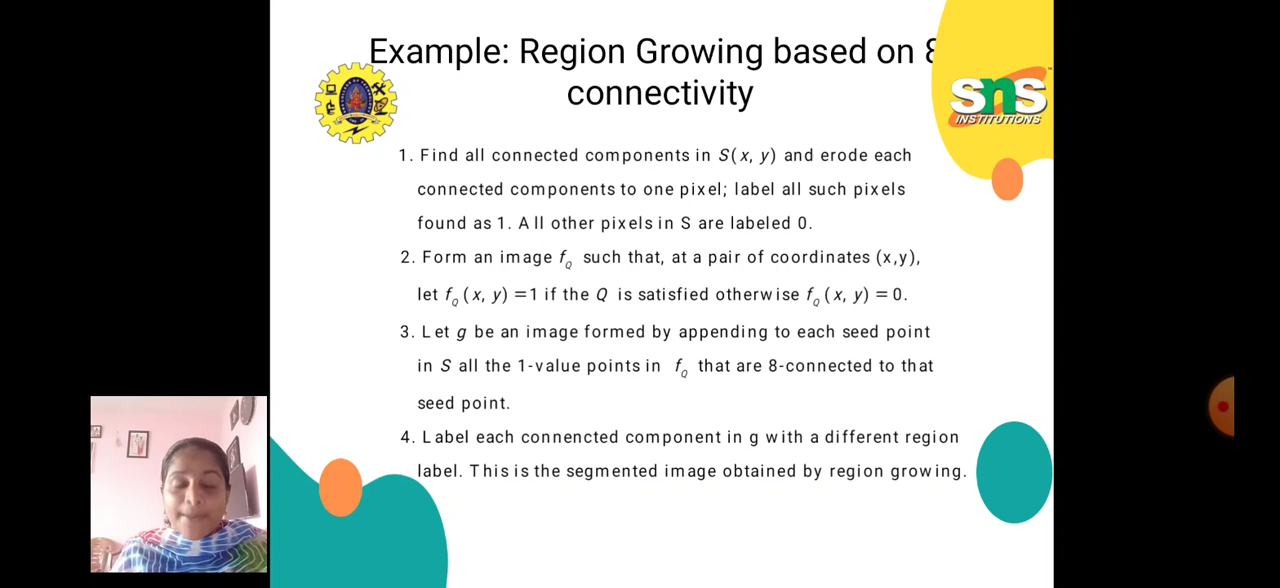 Example: Region Growing based on 8
connectivity
SNS
INSTITUTIONS
1. Find all connected components in S(x, y) and erode each
connected components to one pixel; label all such pixels
found as 1. All other pixels in S are labeled 0.
2. Form an image fQ such that, at a pair of coordinates (x,y),
let fQ (x, y) =1 if the Q is satisfied otherwise fQ (x, y) = 0.
3. Let g be an image formed by appending to each seed point
in S all the 1-value points in fQ that are 8-connected to that
seed point.
4. Label each connencted component in g with a different region
label. This is the segmented image obtained by region growing.